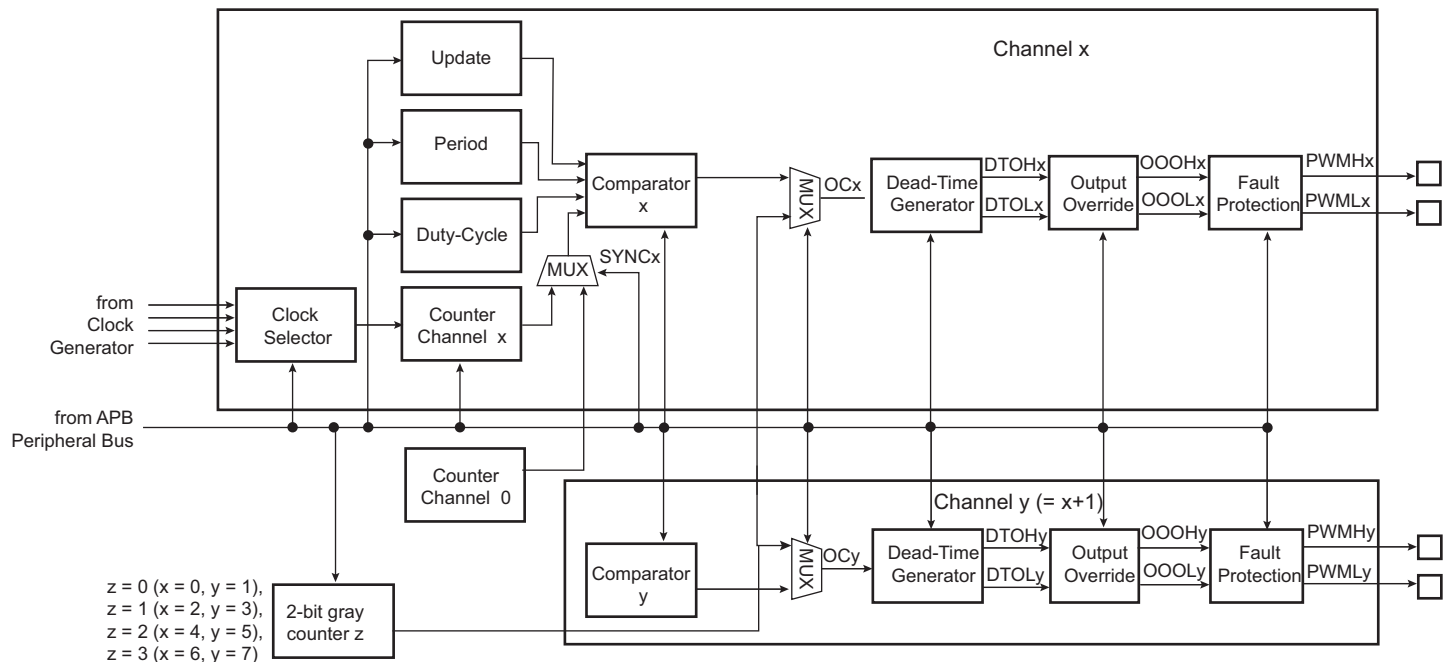 Channel x
Update
Period
Duty-Cycle
Comparator
x
MUX
SYNCx
MUX
OCx
Dead-Time
Generator
DTOHx
DTOLx
Output
Override
OOOHx
OOOLx
Fault
Protection
PWMHx
PWMLx
from
Clock
Generator
Clock
Selector
Counter
Channel x
from APB
Peripheral Bus
Counter
Channel 0
Channel y (= x+1)
Comparator
y
MUX
OCy
Dead-Time
Generator
DTOHy
DTOLy
Output
Override
OOOHy
OOOLy
Fault
Protection
PWMHy
PWMLy
z = 0 (x = 0, y = 1),
z = 1 (x = 2, y = 3),
z = 2 (x = 4, y = 5),
z = 3 (x = 6, y = 7)
2-bit gray
counter z